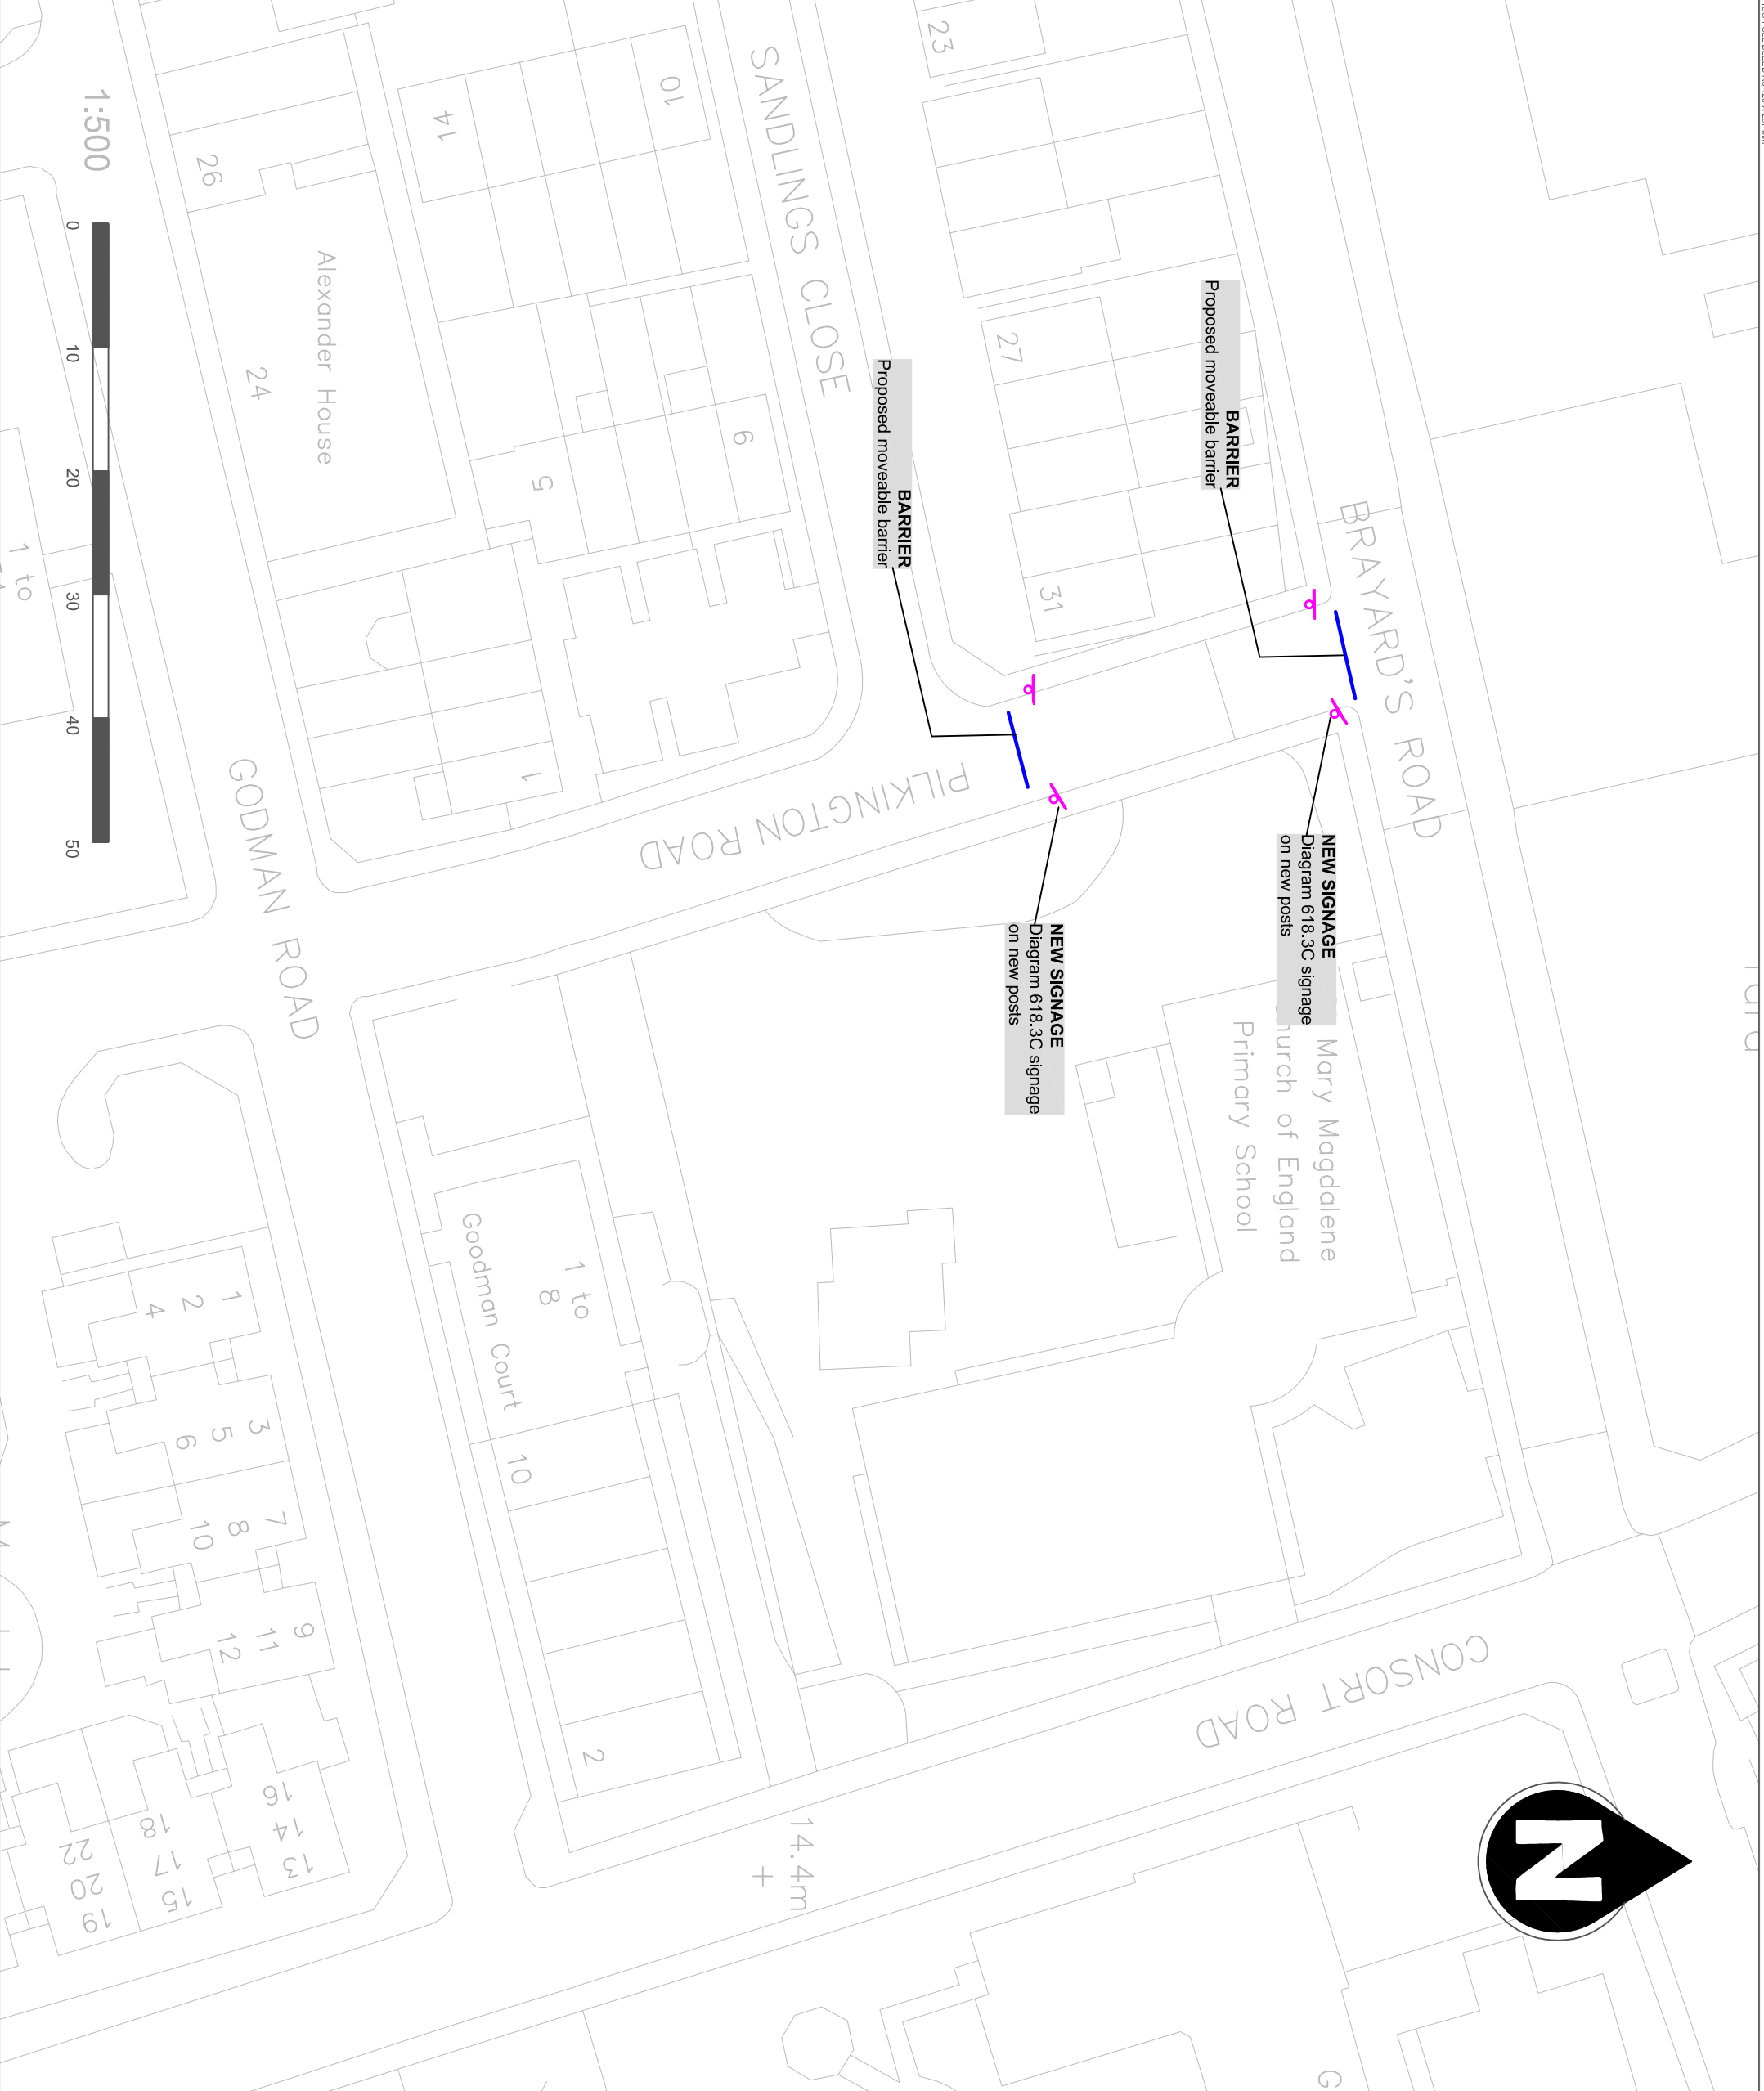 BRAYARD'S ROAD
BARRIER
Proposed moveable barrier
NEW SIGNAGE
Diagram 618.3C signage
on new posts
Mary Magdalene
of England
Primary School
CONSORT ROAD
N
23
27
31
BARRIER
Proposed moveable barrier
NEW SIGNAGE
Diagram 618.3C signage
on new posts
SANDLINGS CLOSE
PILKINGTON ROAD
14.4m
+
10
14
6
5
1
1 to
8
Goodman Court
10
2
Alexander House
26
24
GODMAN ROAD
1
2
4
3
5
6
7
8
10
9
11
12
13
14
16
15
17
18
19
20
22
1:500
0
10
20
30
40
50
1 to
G